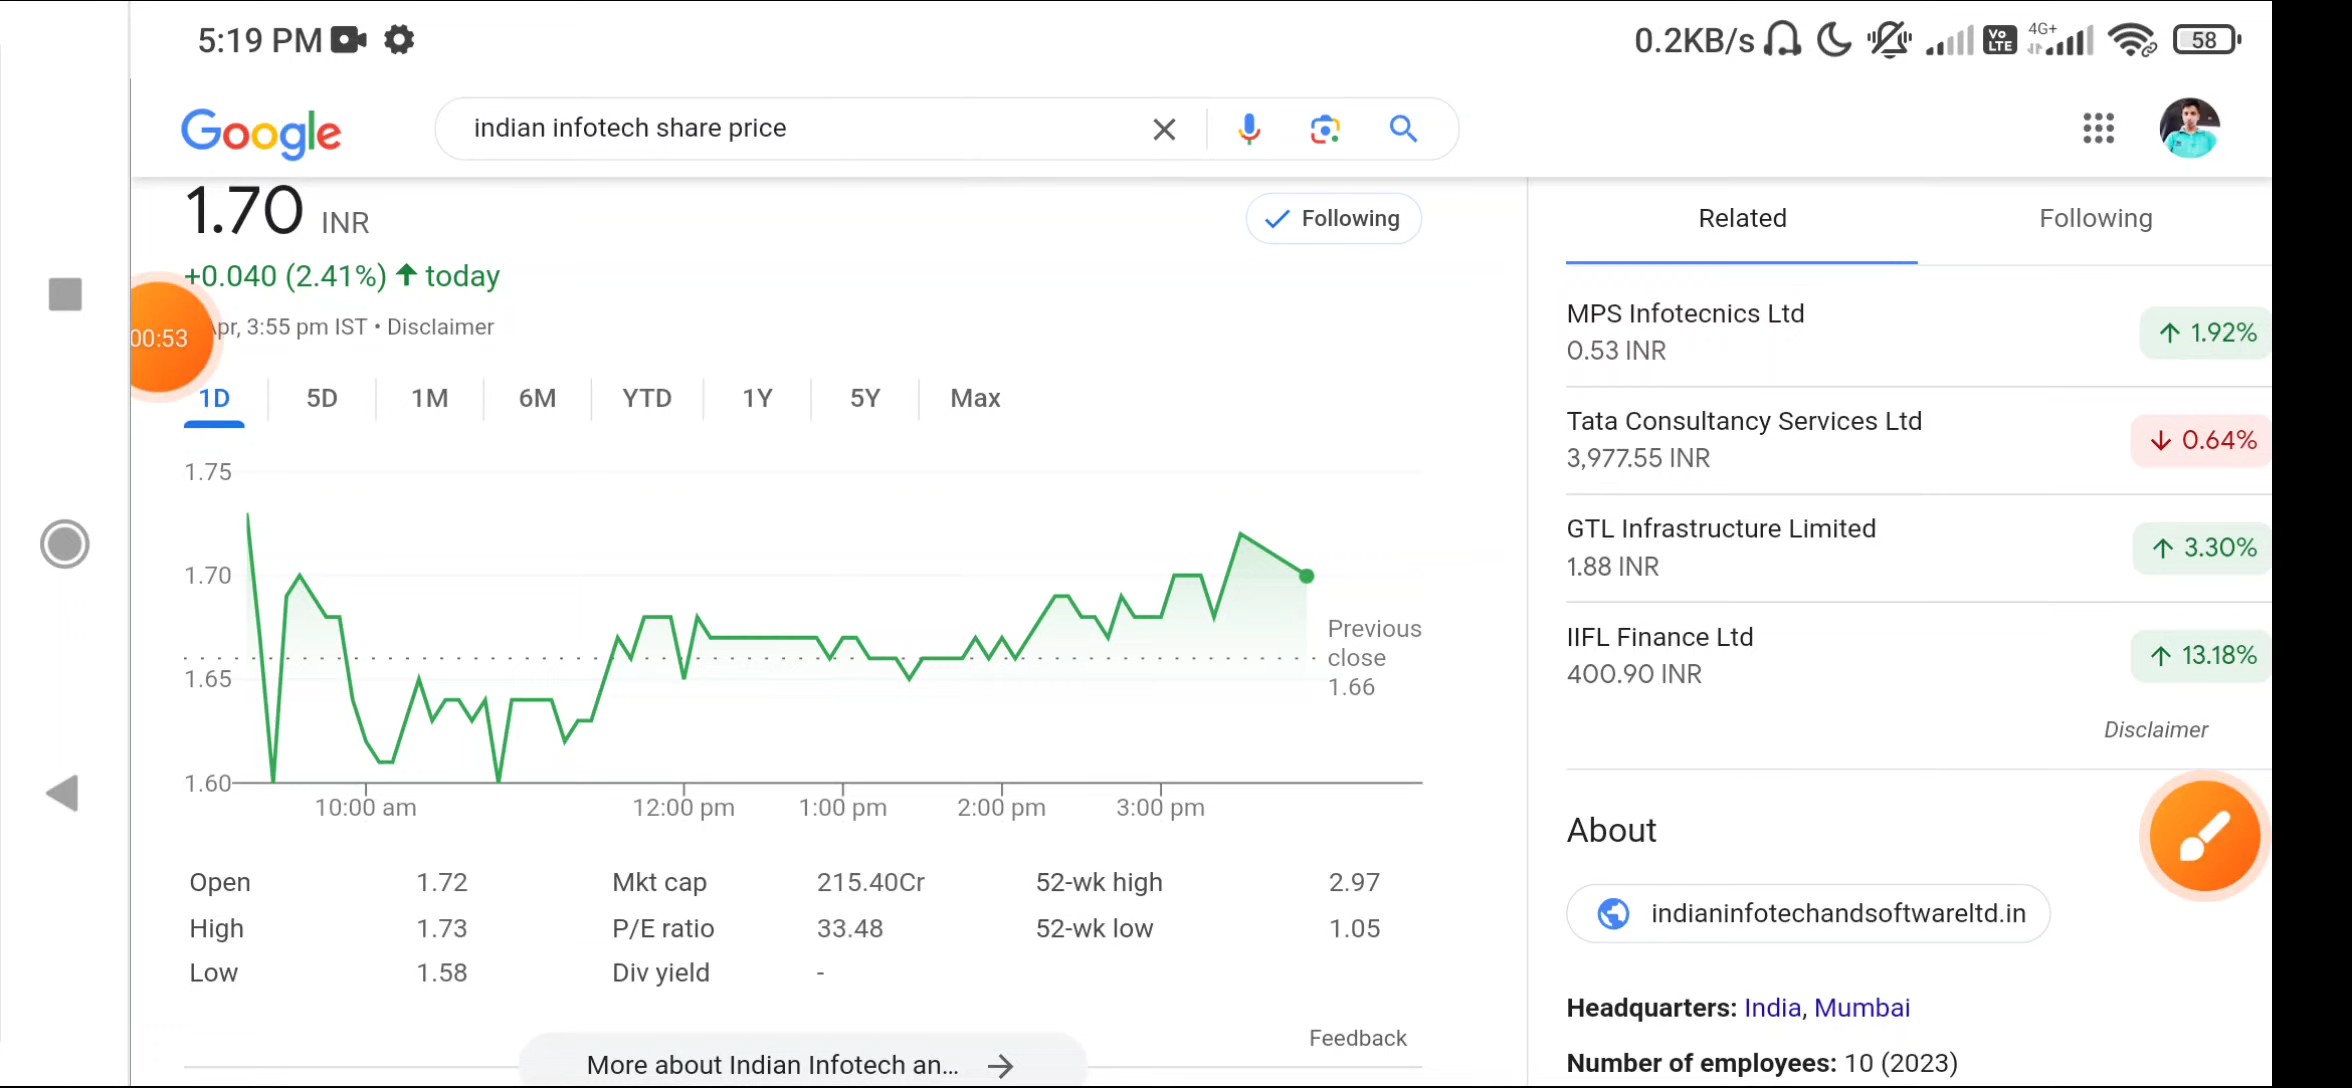 5:19 PM
0.2KB/s
Vo
LTE
4G+
58
Google
indian infotech share price
1.70 INR
Following
+0.040 (2.41%) today
00:53
pr, 3:55 pm IST • Disclaimer
1D 5D 1M 6M YTD 1Y 5Y Max
1.75
1.70
1.65
1.60
Previous
close
1.66
10:00 am 12:00 pm 1:00 pm 2:00 pm 3:00 pm
Open 1.72 Mkt cap 215.40Cr 52-wk high 2.97
High 1.73 P/E ratio 33.48 52-wk low 1.05
Low 1.58 Div yield -
Feedback
More about Indian Infotech an...
Related Following
MPS Infotecnics Ltd
0.53 INR
1.92%
Tata Consultancy Services Ltd
3,977.55 INR
0.64%
GTL Infrastructure Limited
1.88 INR
3.30%
IIFL Finance Ltd
400.90 INR
13.18%
Disclaimer
About
indianinfotechandsoftwareltd.in
Headquarters: India, Mumbai
Number of employees: 10 (2023)